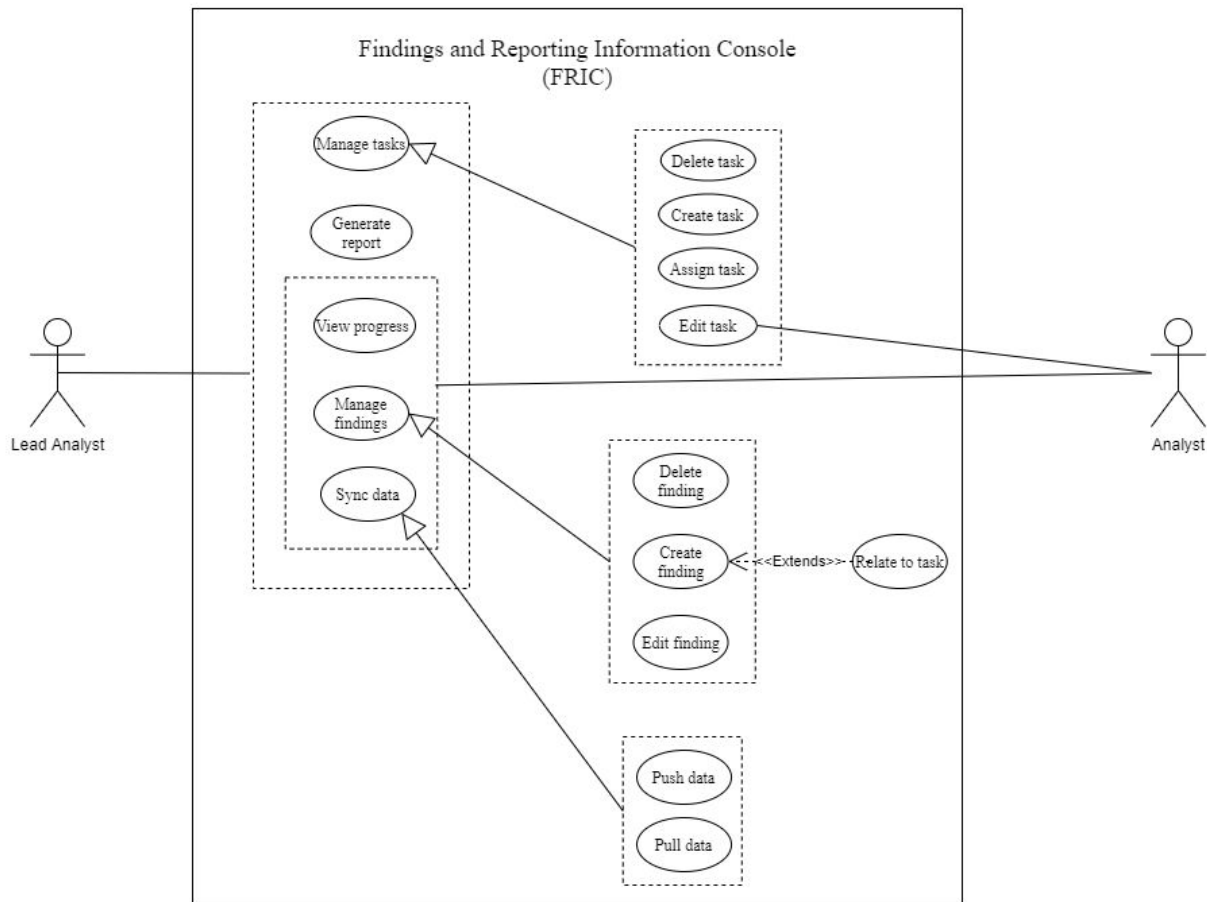 Findings and Reporting Information Console
(FRIC)
Manage tasks
Generate
report
View progress
Manage
findings
Sync data
Delete task
Create task
Assign task
Edit task
Delete
finding
Create
finding
<<Extends>>
Relate to task
Edit finding
Push data
Pull data
Lead Analyst
Analyst